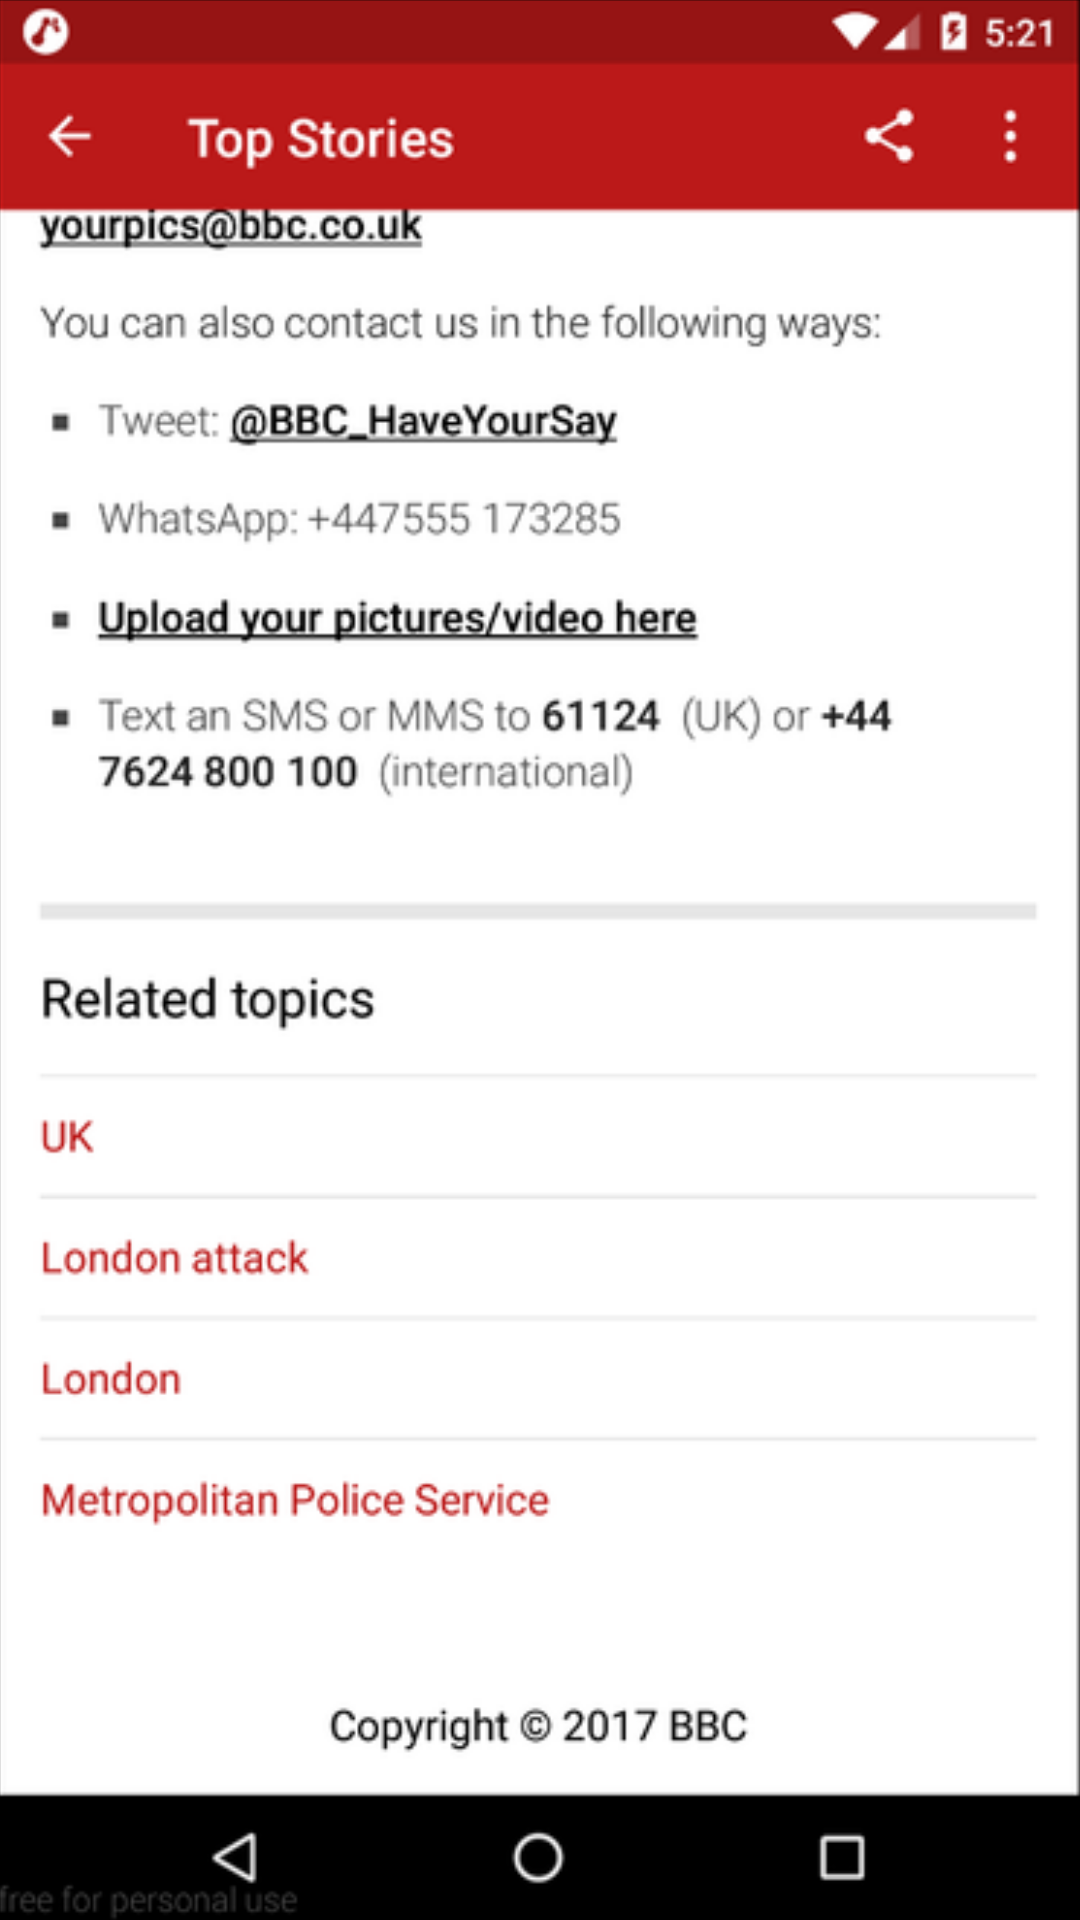 5:21
Top Stories
yourpics@bbc.co.uk
You can also contact us in the following ways:
Tweet: @BBC_HaveYourSay
WhatsApp: +447555 173285
Upload your pictures/video here
Text an SMS or MMS to 61124 (UK) or +44
7624 800 100 (international)
Related topics
UK
London attack
London
Metropolitan Police Service
Copyright © 2017 BBC
free for personal use